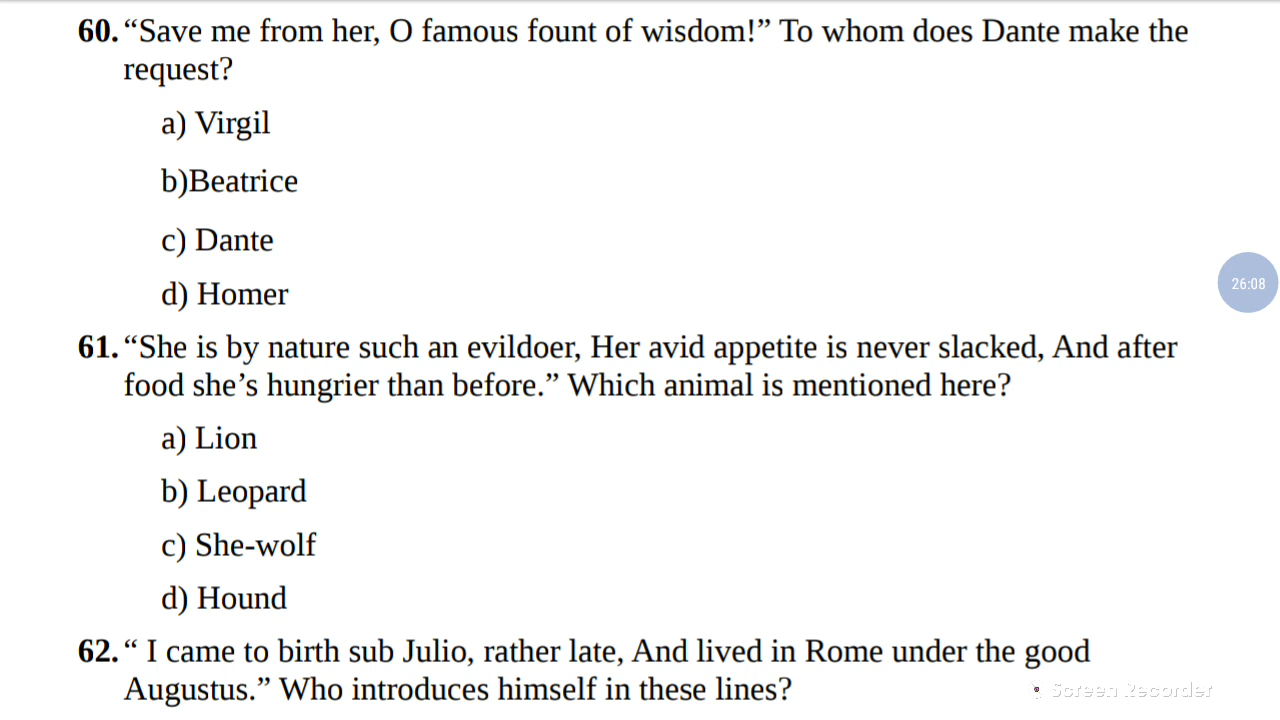 60. “Save me from her, O famous fount of wisdom!” To whom does Dante make the
request?
a) Virgil
b)Beatrice
c) Dante
d) Homer
26:08
61. “She is by nature such an evildoer, Her avid appetite is never slacked, And after
food she’s hungrier than before.” Which animal is mentioned here?
a) Lion
b) Leopard
c) She-wolf
d) Hound
62. “ I came to birth sub Julio, rather late, And lived in Rome under the good
Augustus.” Who introduces himself in these lines?
Screen Recorder